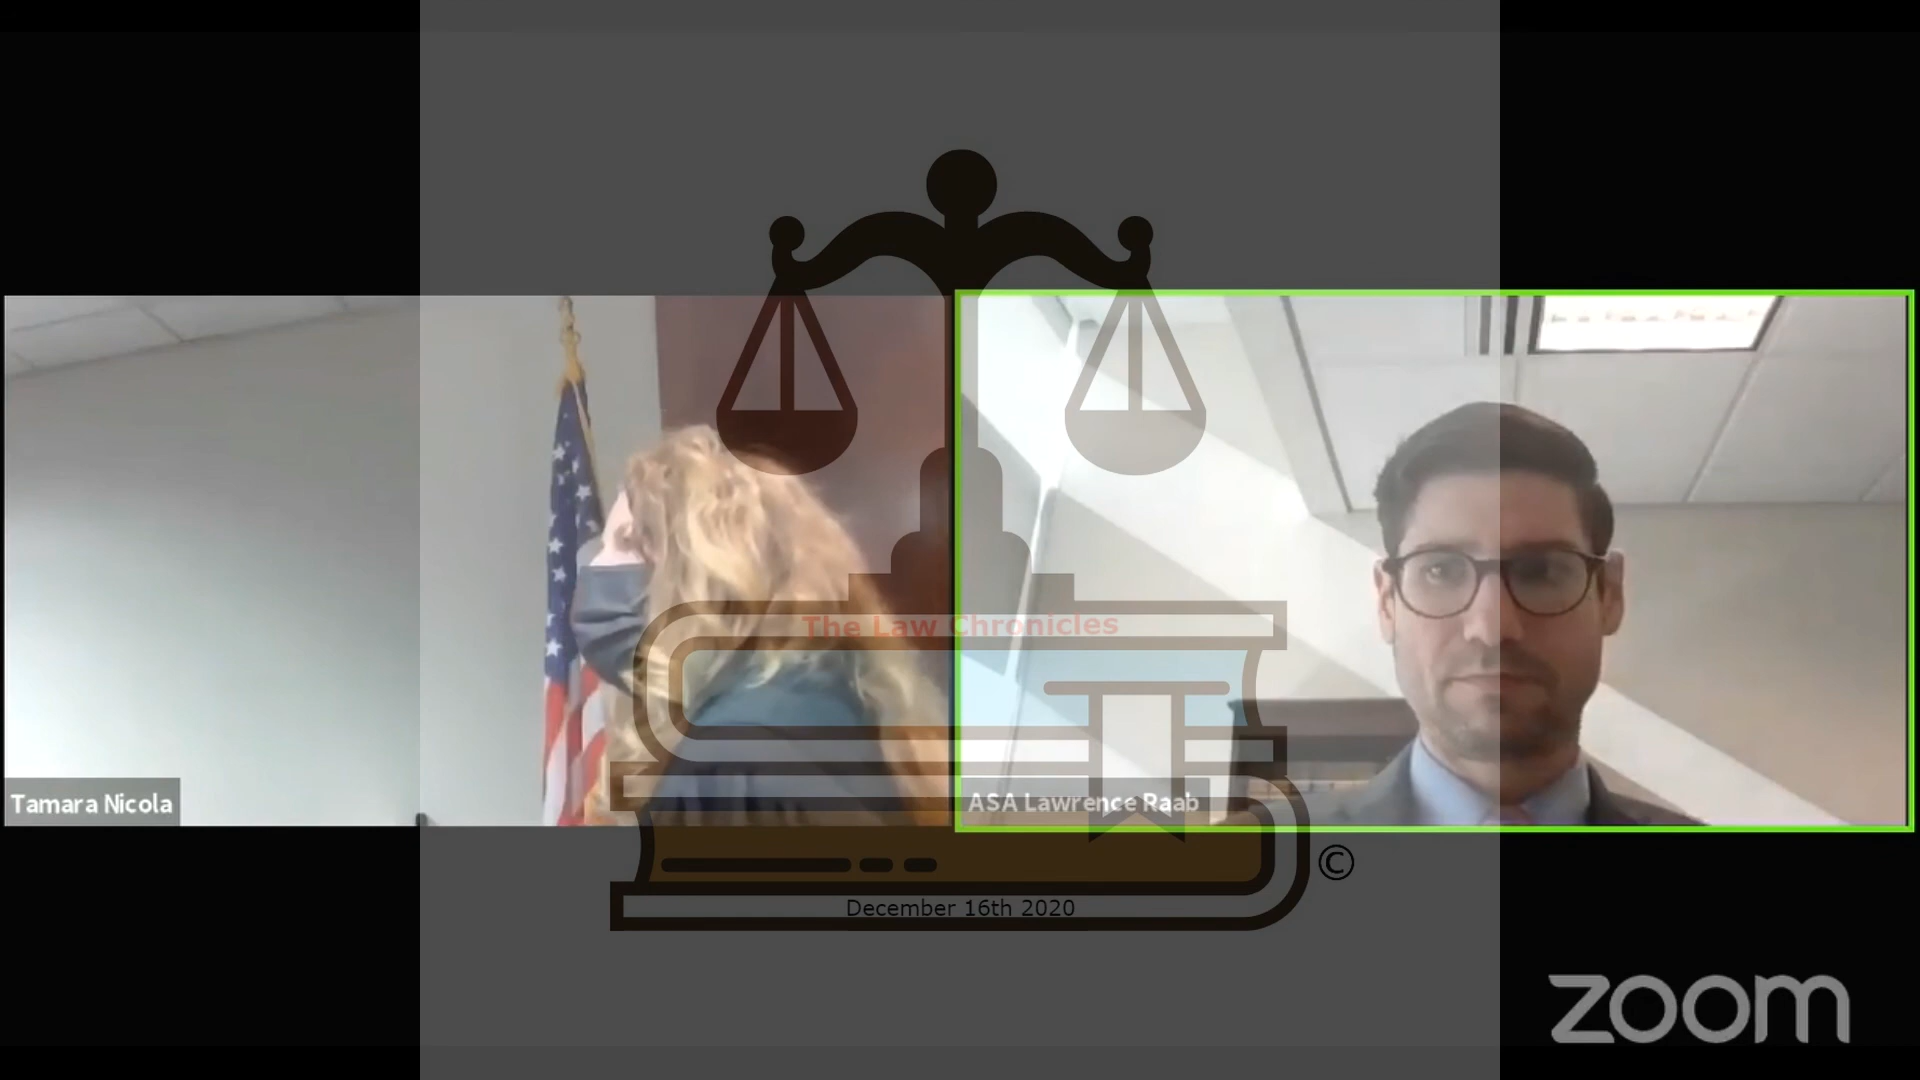 The Law Chronicles
Tamara Nicola
ASA Lawrence Raab
©
December 16th 2020
zoom